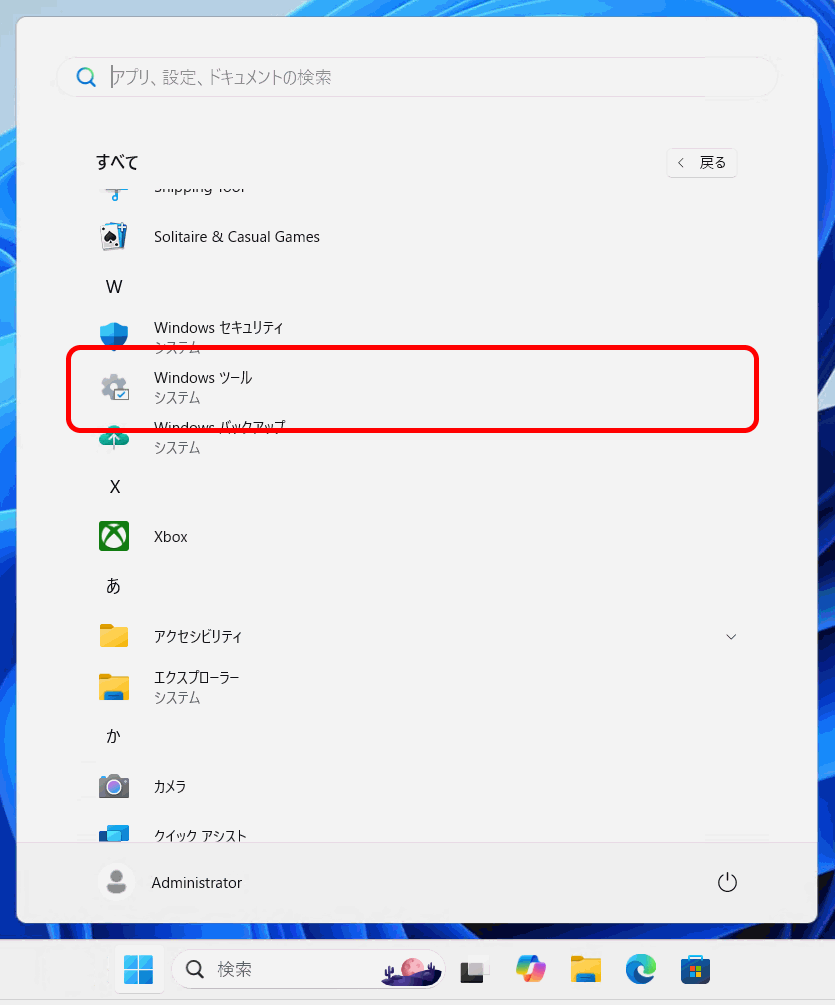 アプリ、設定、ドキュメントの検索
すべて
戻る
Snipping Tool
Solitaire & Casual Games
W
Windows セキュリティ
システム
Windows ツール
システム
Windows バックアップ
システム
X
Xbox
あ
アクセシビリティ
エクスプローラー
システム
か
カメラ
クイック アシスト
Administrator
検索